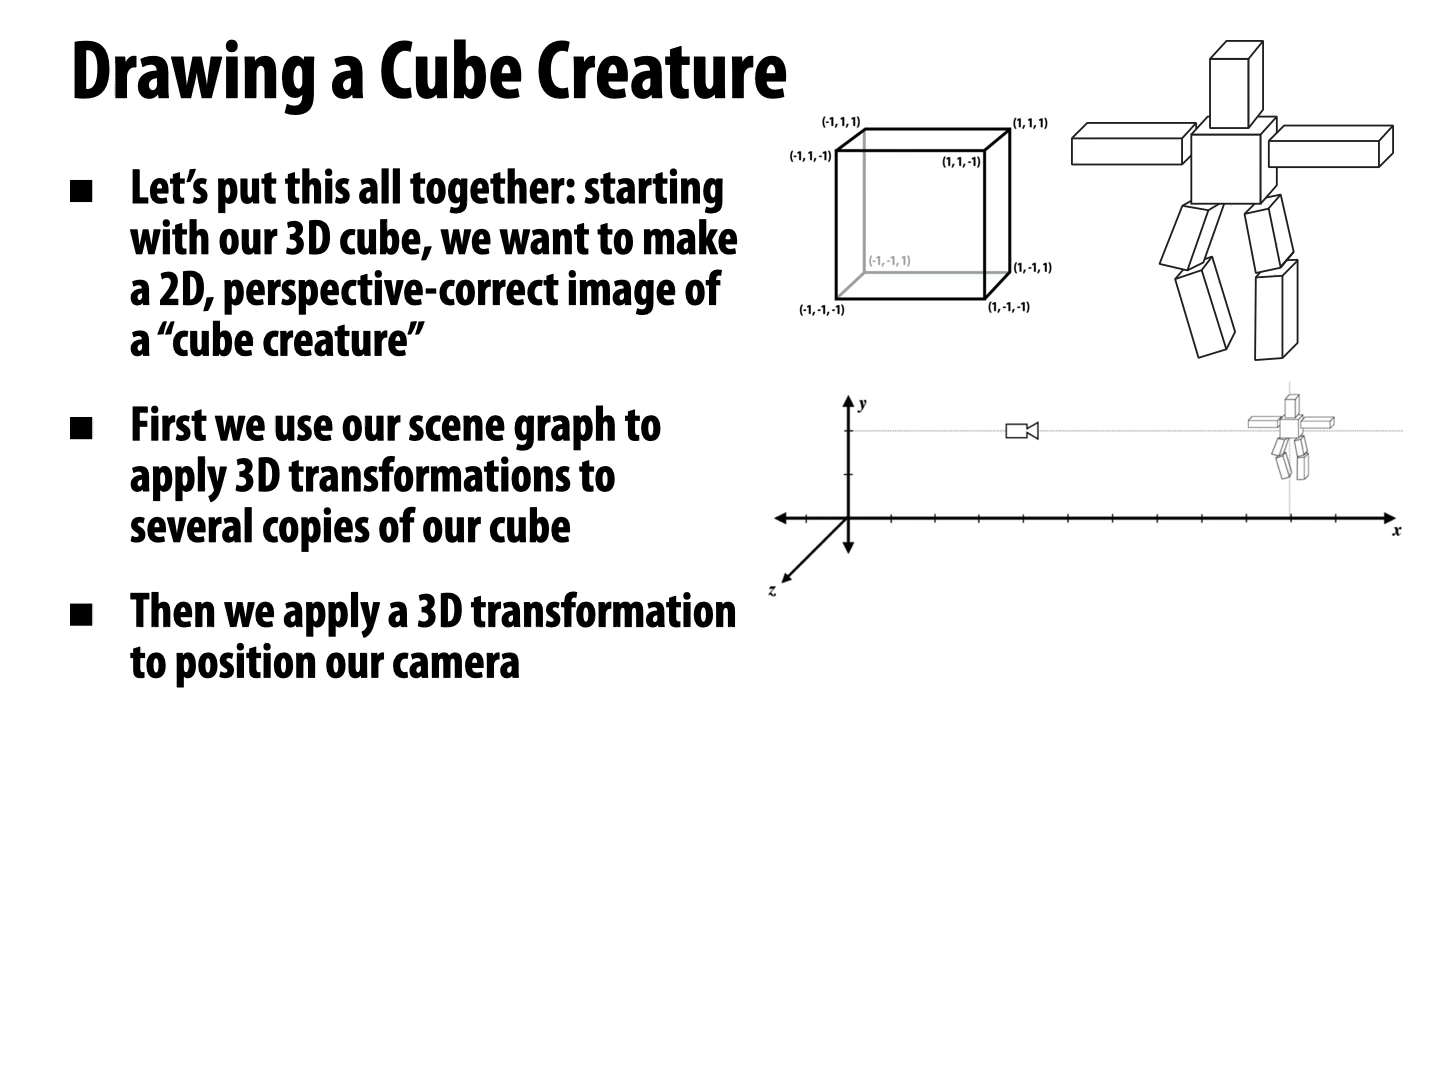 Drawing a Cube Creature
■ Let’s put this all together: starting
with our 3D cube, we want to make
a 2D, perspective-correct image of
a “cube creature”
■ First we use our scene graph to
apply 3D transformations to
several copies of our cube
■ Then we apply a 3D transformation
to position our camera
(-1, 1, 1)
(1, 1, 1)
(-1, 1, -1)
(1, 1, -1)
(-1, -1, 1)
(1, -1, 1)
(-1, -1, -1)
(1, -1, -1)
y
x
z